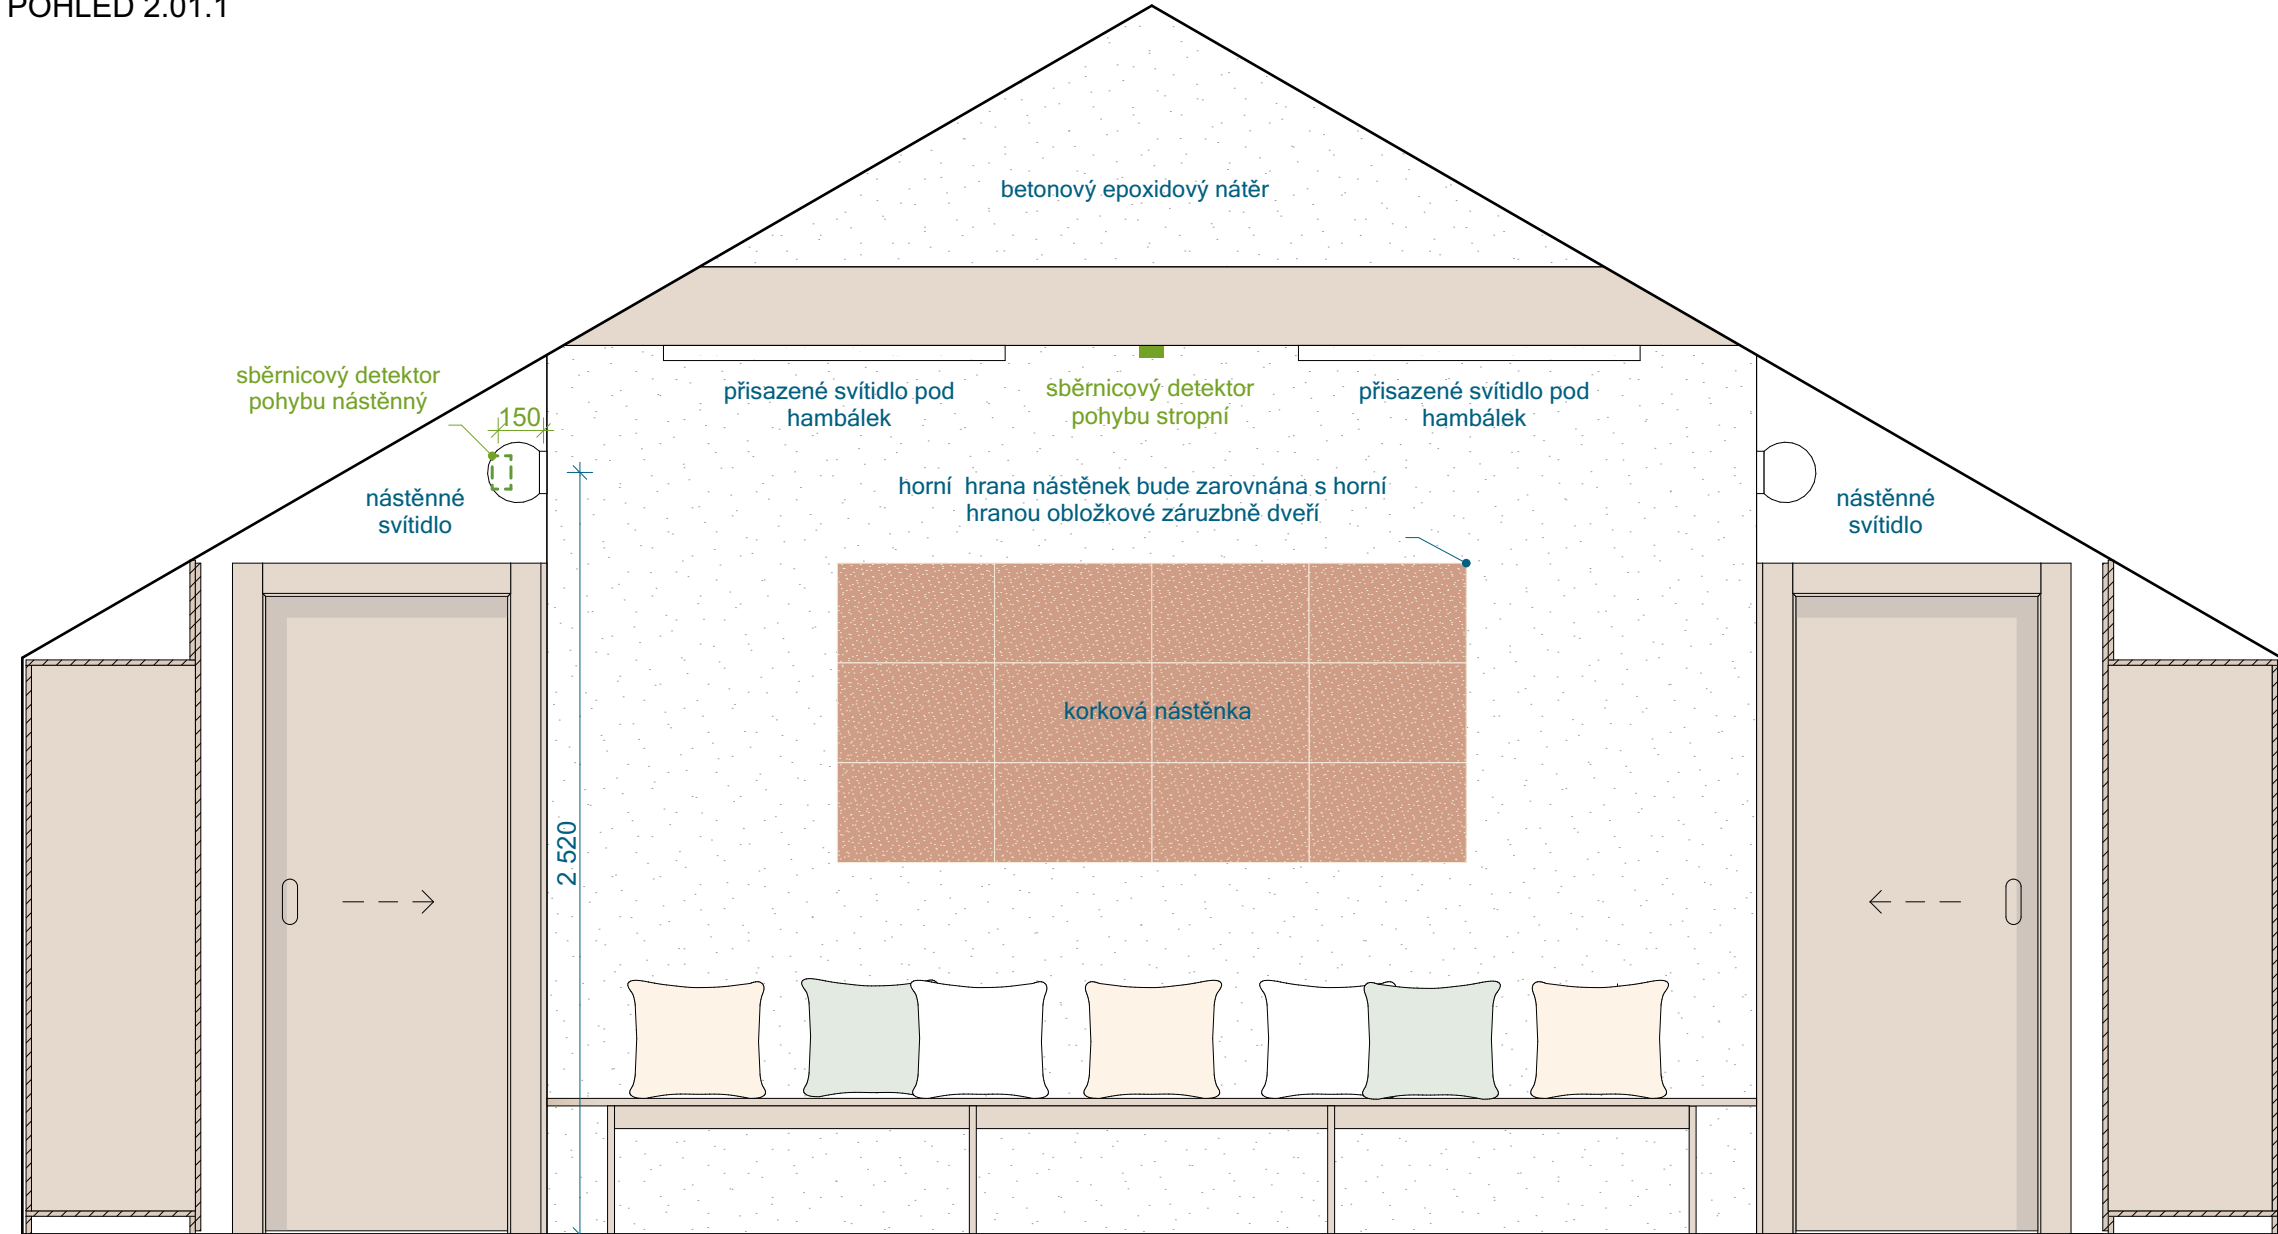 POHLED 2.01.1
betonový epoxidový nátěr
sběrnicový detektor
pohybu nástěnný
150
přisazené svítidlo pod
hambálek
sběrnicový detektor
pohybu stropní
přisazené svítidlo pod
hambálek
nástěnné
svítidlo
horní  hrana nástěnek bude zarovnána s horní
hranou obložkové záruzbně dveří
nástěnné
svítidlo
korková nástěnka
2 520